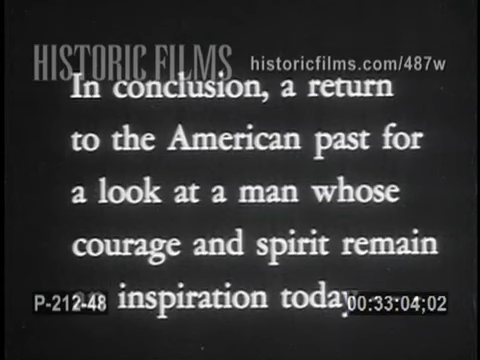 HISTORIC FILMS
historicfilms.com/487w
In conclusion, a return
to the American past for
a look at a man whose
courage and spirit remain
inspiration today
P-212-48
00:33:04;02